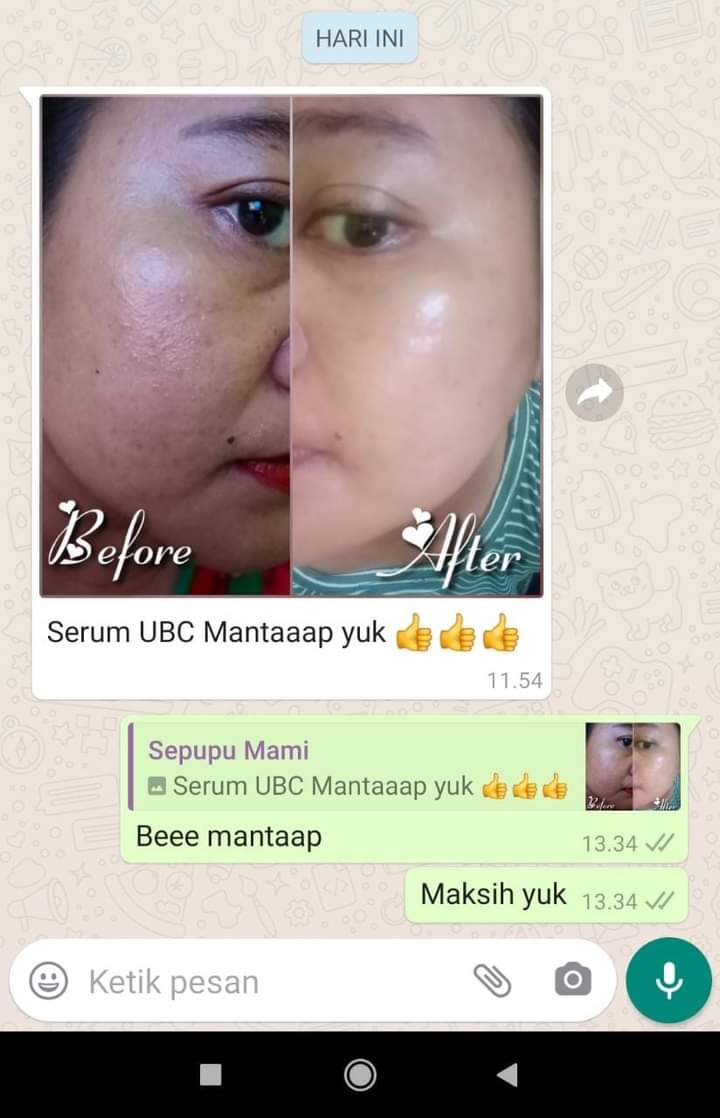 HARI INI
Before
After
Serum UBC Mantaaap yuk 👍👍👍
11.54
Sepupu Mami
Serum UBC Mantaaap yuk 👍👍👍
Before After
Beee mantaap
13.34
Maksih yuk 13.34
Ketik pesan